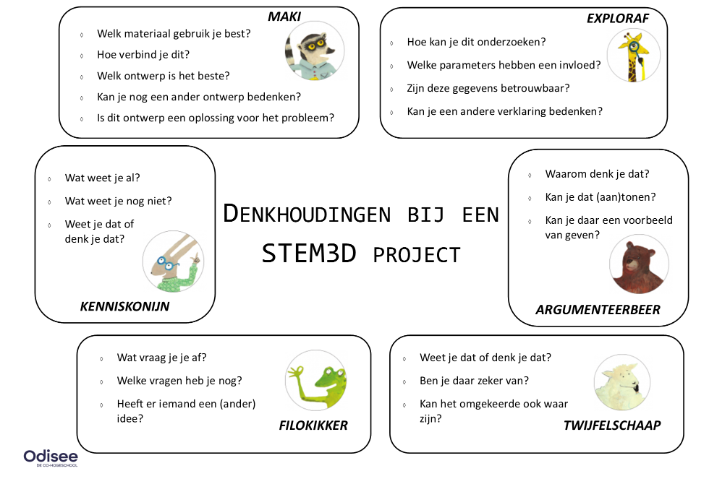 MAKI
◊ Welk materiaal gebruik je best?
◊ Hoe verbind je dit?
◊ Welk ontwerp is het beste?
◊ Kan je nog een ander ontwerp bedenken?
◊ Is dit ontwerp een oplossing voor het probleem?
EXPLORAF
◊ Hoe kan je dit onderzoeken?
◊ Welke parameters hebben een invloed?
◊ Zijn deze gegevens betrouwbaar?
◊ Kan je een andere verklaring bedenken?
◊ Wat weet je al?
◊ Wat weet je nog niet?
◊ Weet je dat of
denk je dat?
KENNISKONIJN
DENKHOUDINGEN BIJ EEN
STEM3D PROJECT
◊ Waarom denk je dat?
◊ Kan je dat (aan)tonen?
◊ Kan je daar een voorbeeld
van geven?
ARGUMENTEERBEER
◊ Wat vraag je je af?
◊ Welke vragen heb je nog?
◊ Heeft er iemand een (ander)
idee?
FILOKIKKER
◊ Weet je dat of denk je dat?
◊ Ben je daar zeker van?
◊ Kan het omgekeerde ook waar
zijn?
TWIJFELSCHAAP
Odisee
DE CO-HOGESCHOOL